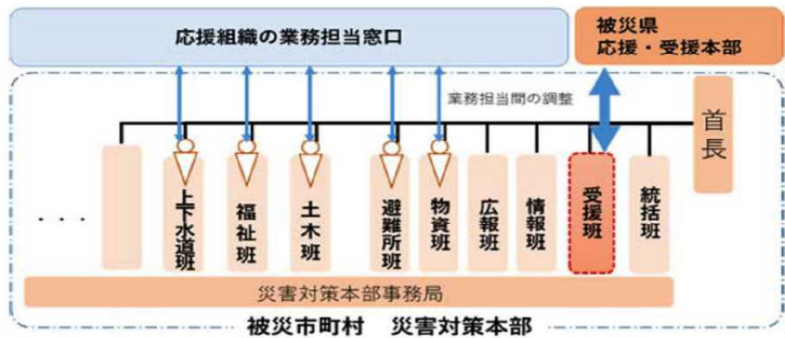 応援組織の業務担当窓口
被災県
応援・受援本部
業務担当間の調整
首長
・・・
上下水道班
福祉班
土木班
避難所班
物資班
広報班
情報班
受援班
統括班
災害対策本部事務局
被災市町村　災害対策本部